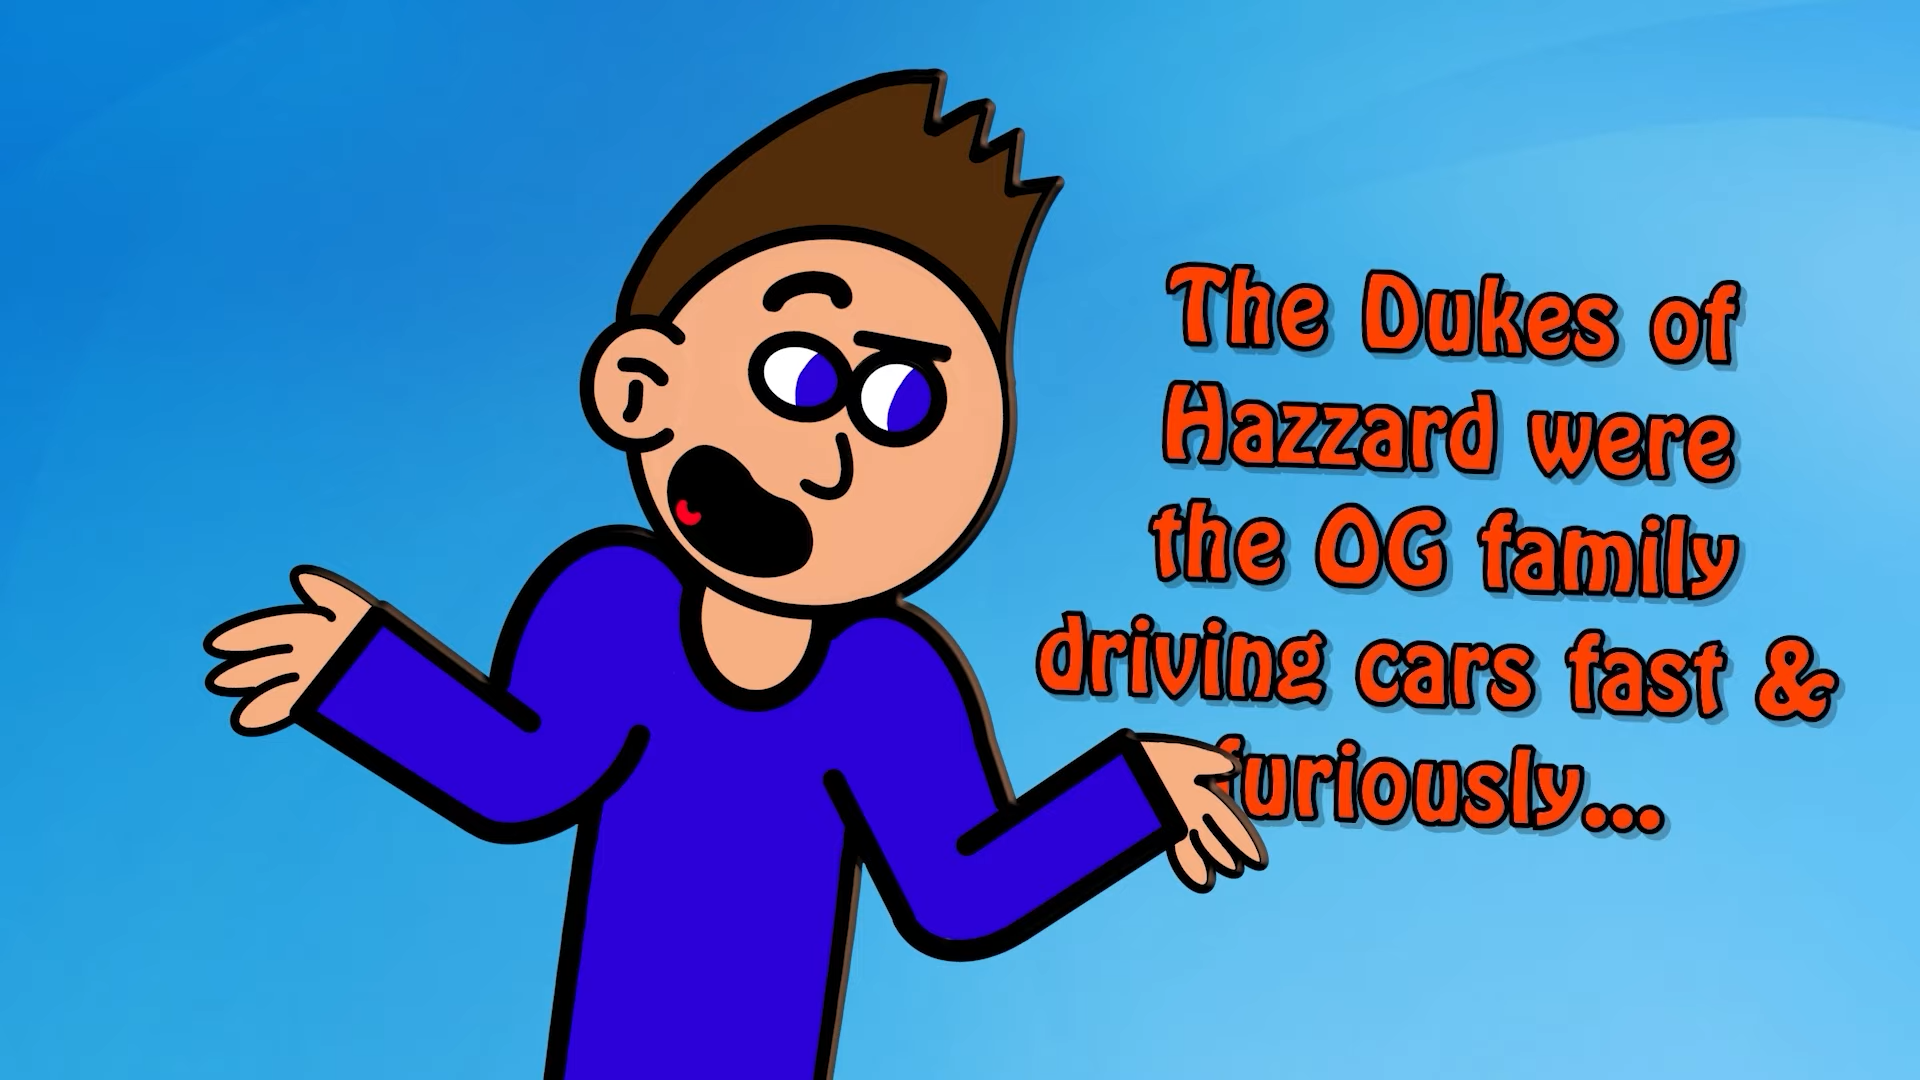 The Dukes of
Hazzard were
the OG family
driving cars fast &
furiously...